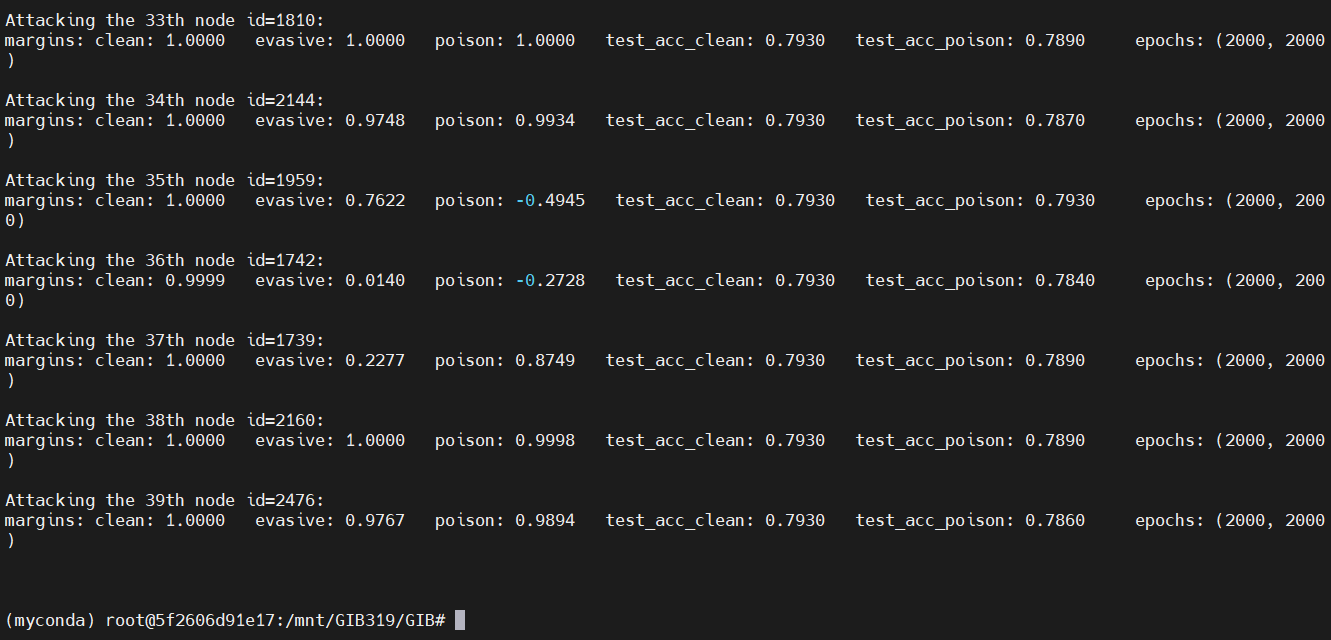 Attacking the 33th node id=1810:
margins: clean: 1.0000   evasive: 1.0000   poison: 1.0000   test_acc_clean: 0.7930   test_acc_poison: 0.7890     epochs: (2000, 2000
)
Attacking the 34th node id=2144:
margins: clean: 1.0000   evasive: 0.9748   poison: 0.9934   test_acc_clean: 0.7930   test_acc_poison: 0.7870     epochs: (2000, 2000
)
Attacking the 35th node id=1959:
margins: clean: 1.0000   evasive: 0.7622   poison: -0.4945   test_acc_clean: 0.7930   test_acc_poison: 0.7930     epochs: (2000, 200
0)
Attacking the 36th node id=1742:
margins: clean: 0.9999   evasive: 0.0140   poison: -0.2728   test_acc_clean: 0.7930   test_acc_poison: 0.7840     epochs: (2000, 200
0)
Attacking the 37th node id=1739:
margins: clean: 1.0000   evasive: 0.2277   poison: 0.8749   test_acc_clean: 0.7930   test_acc_poison: 0.7890     epochs: (2000, 2000
)
Attacking the 38th node id=2160:
margins: clean: 1.0000   evasive: 1.0000   poison: 0.9998   test_acc_clean: 0.7930   test_acc_poison: 0.7890     epochs: (2000, 2000
)
Attacking the 39th node id=2476:
margins: clean: 1.0000   evasive: 0.9767   poison: 0.9894   test_acc_clean: 0.7930   test_acc_poison: 0.7860     epochs: (2000, 2000
)
(myconda) root@5f2606d91e17:/mnt/GIB319/GIB#